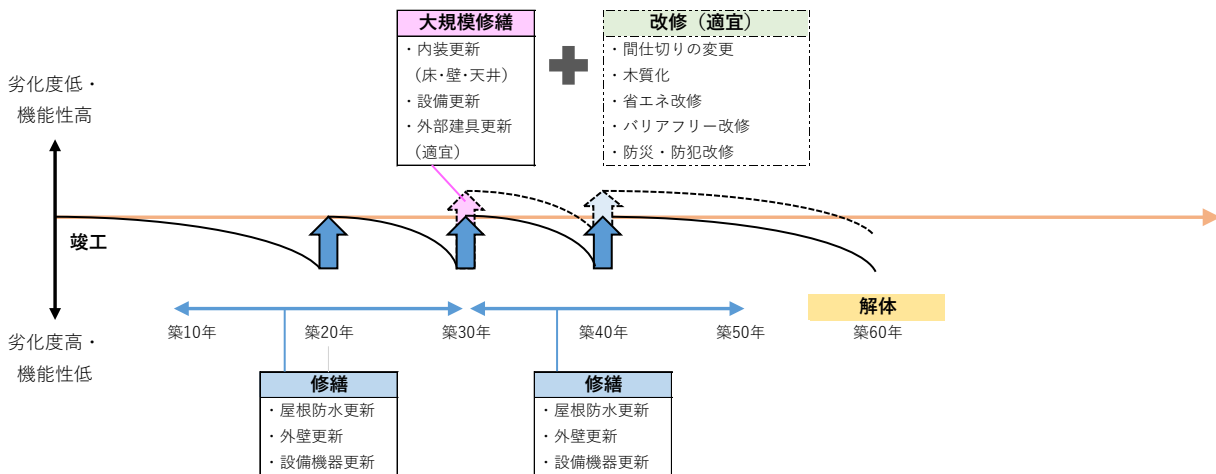 大規模修繕
・内装更新
（床・壁・天井）
・設備更新
・外部建具更新
（適宜）
改修（適宜）
・間仕切りの変更
・木質化
・省エネ改修
・バリアフリー改修
・防災・防犯改修
劣化度低・
機能性高
竣工
劣化度高・
機能性低
築10年
築20年
築30年
築40年
築50年
解体
築60年
修繕
・屋根防水更新
・外壁更新
・設備機器更新
修繕
・屋根防水更新
・外壁更新
・設備機器更新